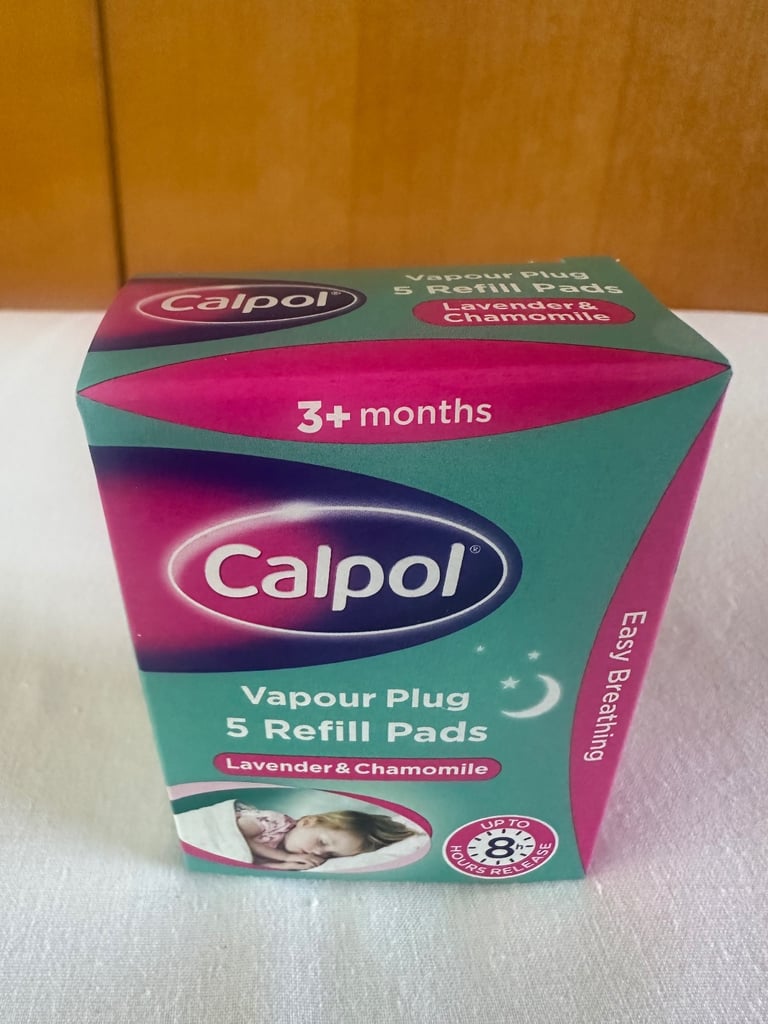 Calpol®
Vapour Plug
5 Refill Pads
Lavender &
Chamomile
3+ months
Calpol®
Vapour Plug
5 Refill Pads
Lavender & Chamomile
UP TO
8h
HOURS RELEASE
Easy Breathing